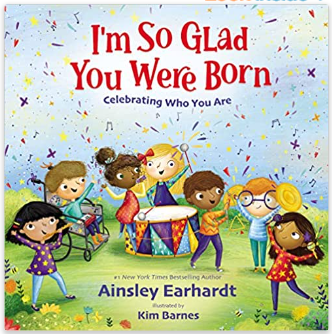 I'm So Glad
You Were Born
Celebrating Who You Are
#1 New York Times Bestselling Author
Ainsley Earhardt
illustrated by
Kim Barnes